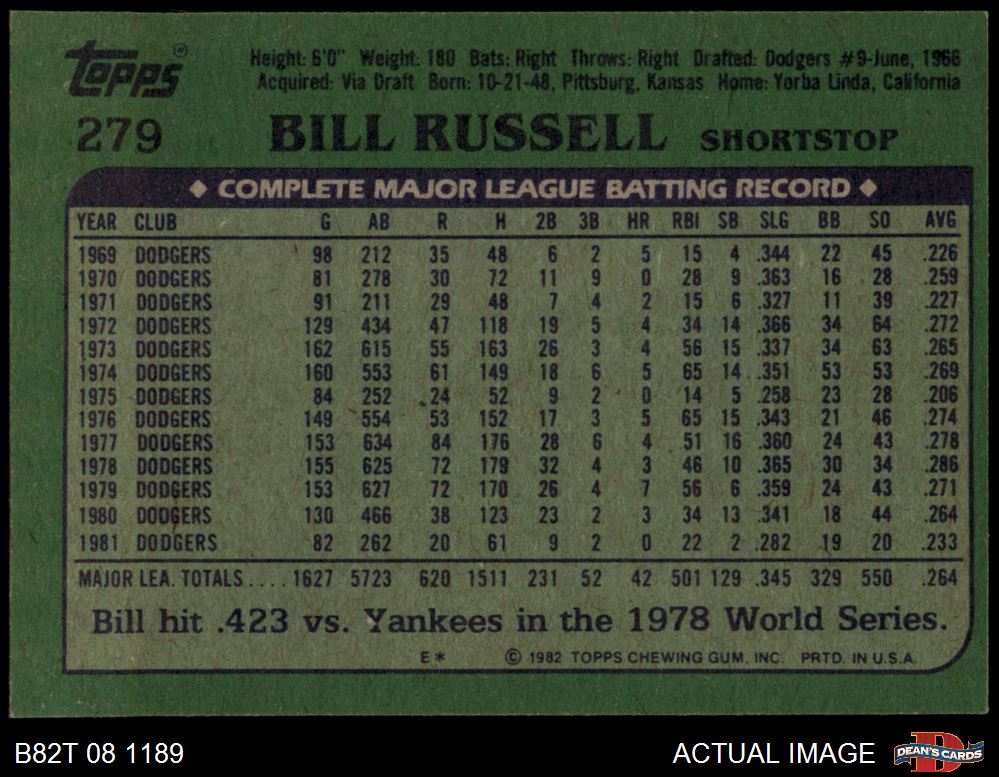 Topps®
Height: 6'0" Weight: 180 Bats: Right Throws: Right Drafted: Dodgers #9-June, 1966
Acquired: Via Draft Born: 10-21-48, Pittsburg, Kansas Home: Yorba Linda, California
279 BILL RUSSELL SHORTSTOP
◆ COMPLETE MAJOR LEAGUE BATTING RECORD ◆
YEAR CLUB G AB R H 2B 3B HR RBI SB SLG BB SO AVG
1969 DODGERS 98 212 35 48 6 2 5 15 4 .344 22 45 .226
1970 DODGERS 81 278 30 72 11 9 0 28 9 .363 16 28 .259
1971 DODGERS 91 211 29 48 7 4 2 15 6 .327 11 39 .227
1972 DODGERS 129 434 47 118 19 5 4 34 14 .366 34 64 .272
1973 DODGERS 162 615 55 163 26 3 4 56 15 .337 34 63 .265
1974 DODGERS 160 553 61 149 18 6 5 65 14 .351 53 53 .269
1975 DODGERS 84 252 24 52 9 2 0 14 5 .258 23 28 .206
1976 DODGERS 149 554 53 152 17 3 5 65 15 .343 21 46 .274
1977 DODGERS 153 634 84 176 28 6 4 51 16 .360 24 43 .278
1978 DODGERS 155 625 72 179 32 4 3 46 10 .365 30 34 .286
1979 DODGERS 153 627 72 170 26 4 7 56 6 .359 24 43 .271
1980 DODGERS 130 466 38 123 23 2 3 34 13 .341 18 44 .264
1981 DODGERS 82 262 20 61 9 2 0 22 2 .282 19 20 .233
MAJOR LEA. TOTALS .... 1627 5723 620 1511 231 52 42 501 129 .345 329 550 .264
Bill hit .423 vs. Yankees in the 1978 World Series.
E* © 1982 TOPPS CHEWING GUM, INC. PRTD. IN U.S.A.
B82T 08 1189 ACTUAL IMAGE D DEAN'S CARDS